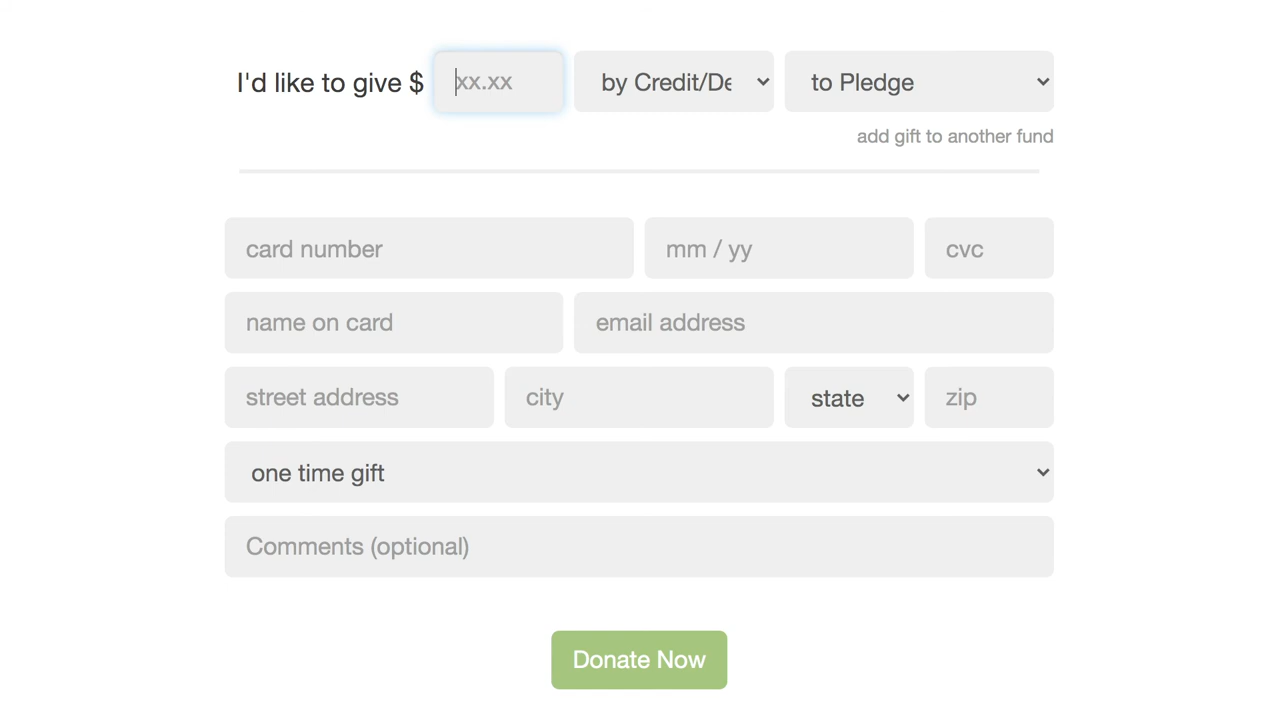 I'd like to give $ xx.xx by Credit/De to Pledge
add gift to another fund
card number mm / yy cvc
name on card email address
street address city state zip
one time gift
Comments (optional)
Donate Now